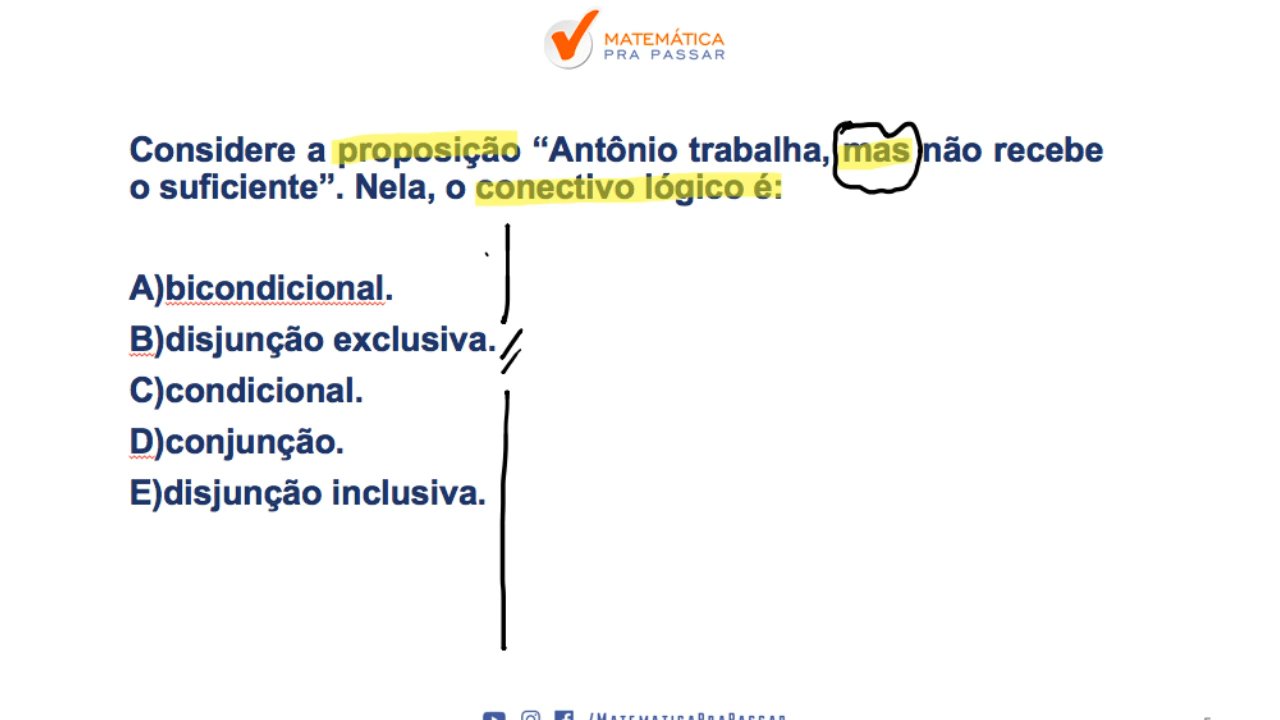 MATEMÁTICA
PRA PASSAR
Considere a proposição “Antônio trabalha, mas não recebe
o suficiente”. Nela, o conectivo lógico é:
A)bicondicional.
B)disjunção exclusiva.
C)condicional.
D)conjunção.
E)disjunção inclusiva.
/MATEMATICAPRAPASSAR